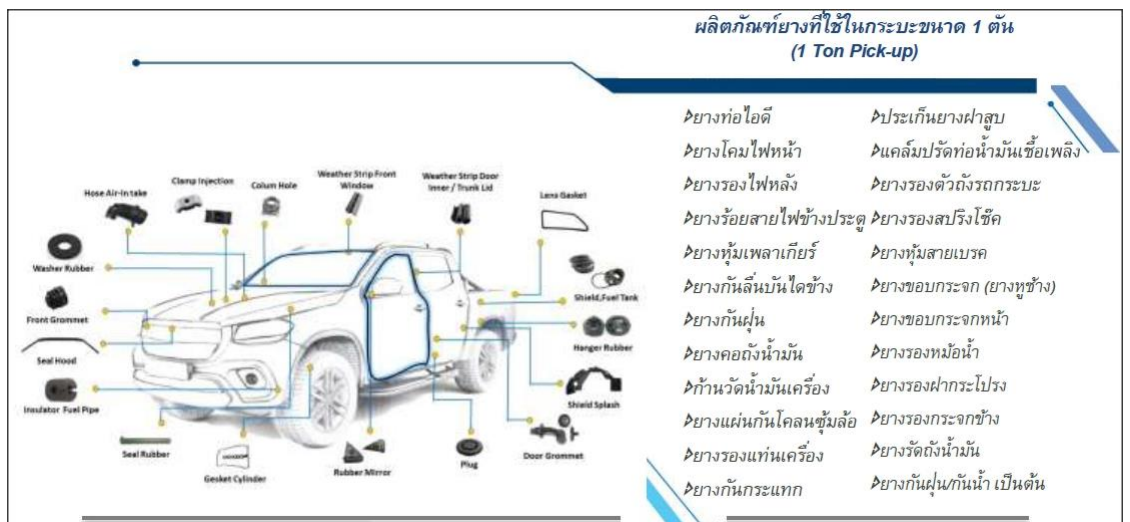 ผลิตภัณฑ์ยางที่ใช้ในกระบะขนาด 1 ตัน
(1 Ton Pick-up)
Hose Air-In take
Clamp Injection
Colum Hole
Weather Strip Front
Window
Weather Strip Door
Inner / Trunk Lid
Lens Gasket
Washer Rubber
Front Grommet
Seal Hood
Insulator Fuel Pipe
Seal Rubber
Gesket Cylinder
Rubber Mirror
Plug
Door Grommet
Shield Splash
Hanger Rubber
Shield,Fuel Tank
ยางท่อไอดี
ยางโคมไฟหน้า
ยางรองไฟหลัง
ยางร้อยสายไฟข้างประตู
ยางหุ้มเพลาเกียร์
ยางกันลื่นบันไดข้าง
ยางกันฝุ่น
ยางคอถังน้ำมัน
ก้านวัดน้ำมันเครื่อง
ยางแผ่นกันโคลนซุ้มล้อ
ยางรองแท่นเครื่อง
ยางกันกระแทก
ประเก็นยางฝาสูบ
แคล้มปรัดท่อน้ำมันเชื้อเพลิง
ยางรองตัวถังรถกระบะ
ยางรองสปริงโช๊ค
ยางหุ้มสายเบรค
ยางขอบกระจก (ยางหูช้าง)
ยางขอบกระจกหน้า
ยางรองหม้อน้ำ
ยางรองฝากระโปรง
ยางรองกระจกข้าง
ยางรัดถังน้ำมัน
ยางกันฝุ่น/กันน้ำ เป็นต้น